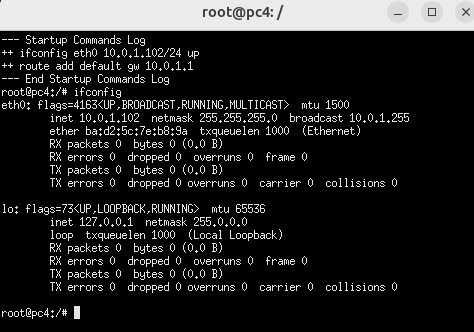 root@pc4: /
--- Startup Commands Log
++ ifconfig eth0 10.0.1.102/24 up
++ route add default gw 10.0.1.1
--- End Startup Commands Log
root@pc4:/# ifconfig
eth0: flags=4163<UP,BROADCAST,RUNNING,MULTICAST>  mtu 1500
        inet 10.0.1.102  netmask 255.255.255.0  broadcast 10.0.1.255
        ether ba:d2:5c:7e:b8:9a  txqueuelen 1000  (Ethernet)
        RX packets 0  bytes 0 (0.0 B)
        RX errors 0  dropped 0  overruns 0  frame 0
        TX packets 0  bytes 0 (0.0 B)
        TX errors 0  dropped 0 overruns 0  carrier 0  collisions 0

lo: flags=73<UP,LOOPBACK,RUNNING>  mtu 65536
        inet 127.0.0.1  netmask 255.0.0.0
        loop  txqueuelen 1000  (Local Loopback)
        RX packets 0  bytes 0 (0.0 B)
        RX errors 0  dropped 0  overruns 0  frame 0
        TX packets 0  bytes 0 (0.0 B)
        TX errors 0  dropped 0 overruns 0  carrier 0  collisions 0

root@pc4:/#